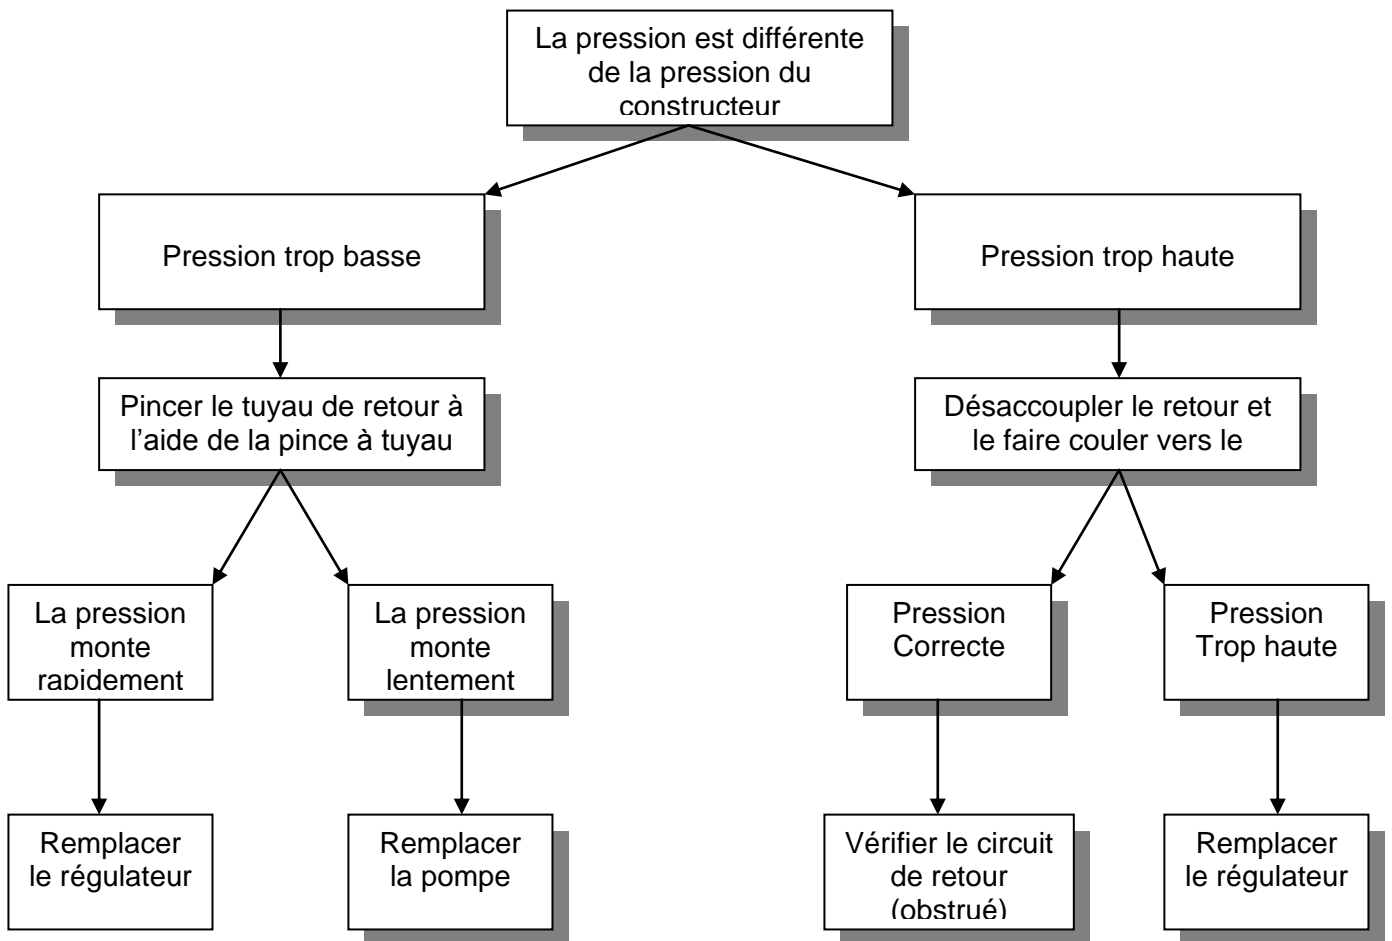 La pression est différente
de la pression du
constructeur
Pression trop basse
Pression trop haute
Pincer le tuyau de retour à
l’aide de la pince à tuyau
Désaccoupler le retour et
le faire couler vers le
La pression
monte
rapidement
La pression
monte
lentement
Pression
Correcte
Pression
Trop haute
Remplacer
le régulateur
Remplacer
la pompe
Vérifier le circuit
de retour
(obstrué)
Remplacer
le régulateur